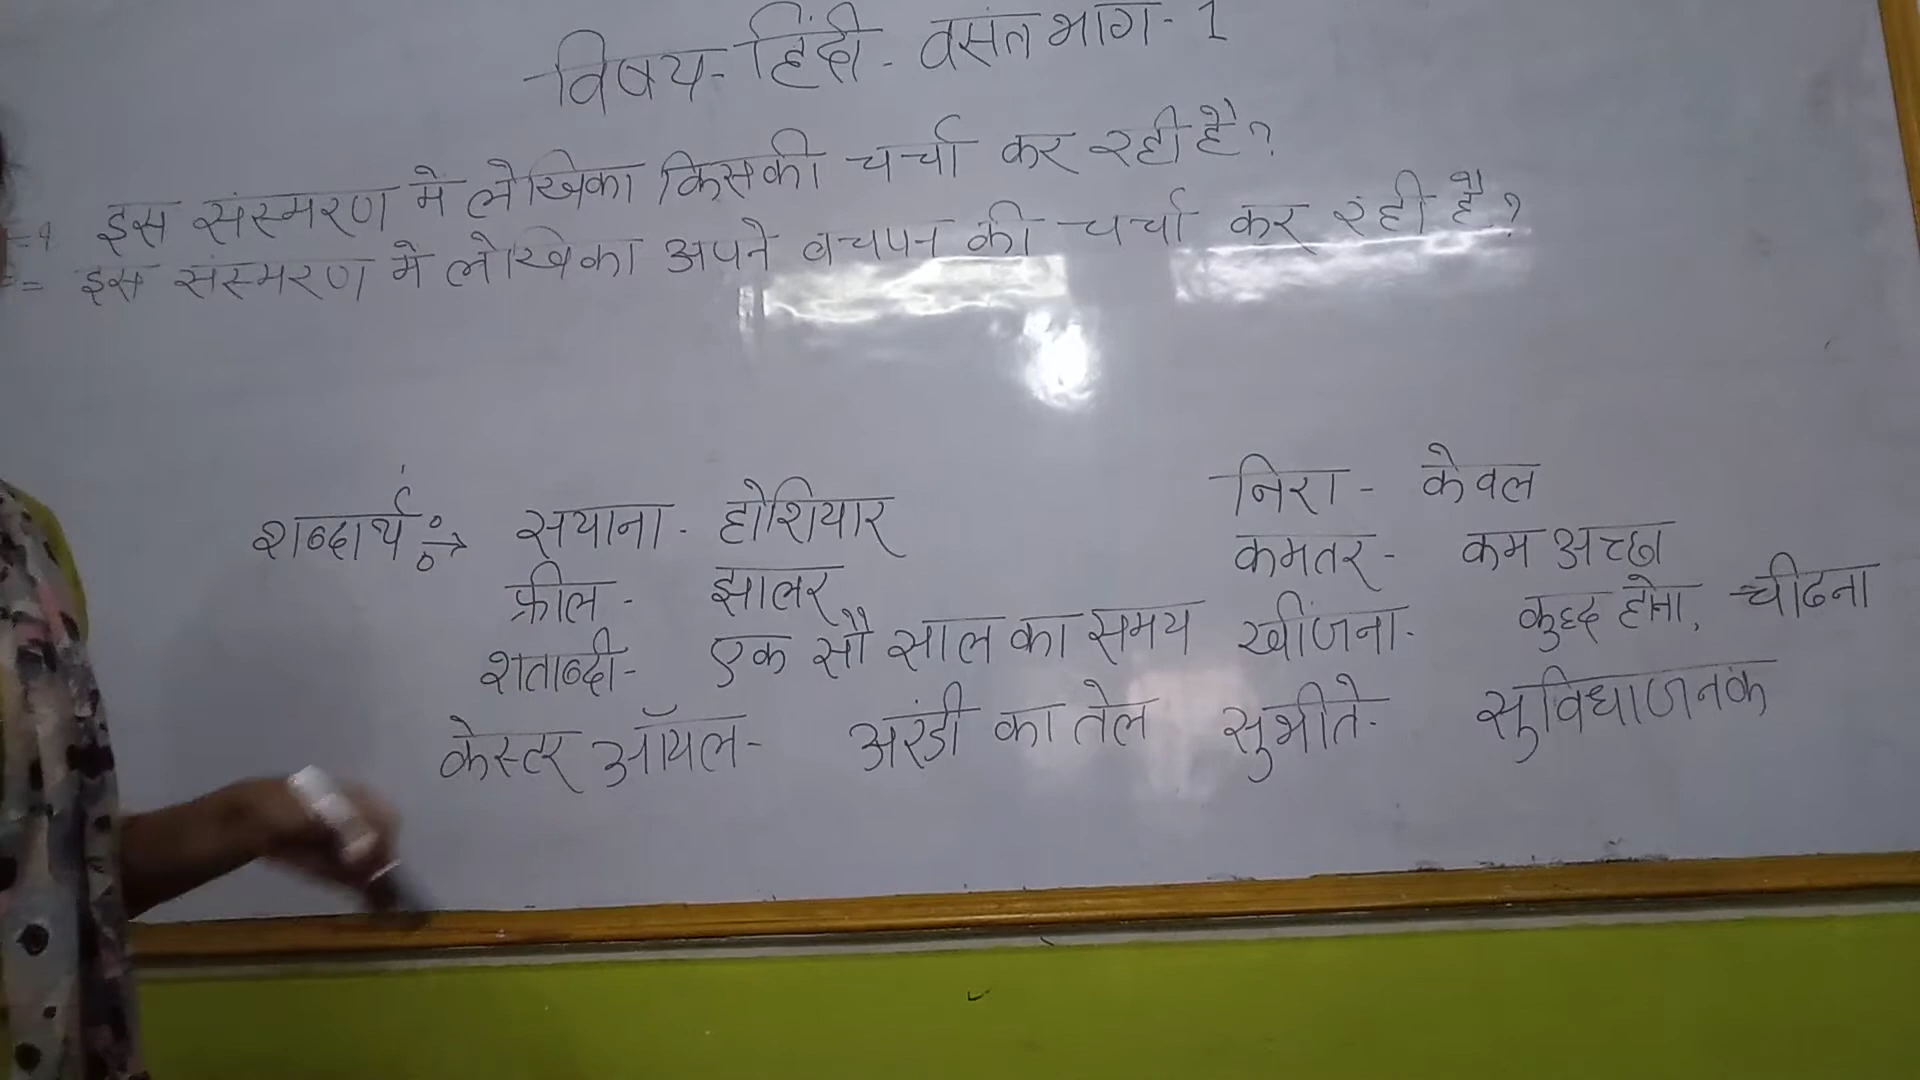 विषय- हिंदी - वसंत भाग - 1
इस संस्मरण में लेखिका किसकी चर्चा कर रही है?
इस संस्मरण में लेखिका अपने बचपन की चर्चा कर रही है?
शब्दार्थ :→ सयाना - होशियार
फ्रील - झालर
शताब्दी- एक सौ साल का समय
केस्टर ऑयल- अरंडी का तेल
निरा - केवल
कमतर - कम अच्छा
खींजना - क्रुद्द होना, चीढना
सुभीते- सुविधाजनक